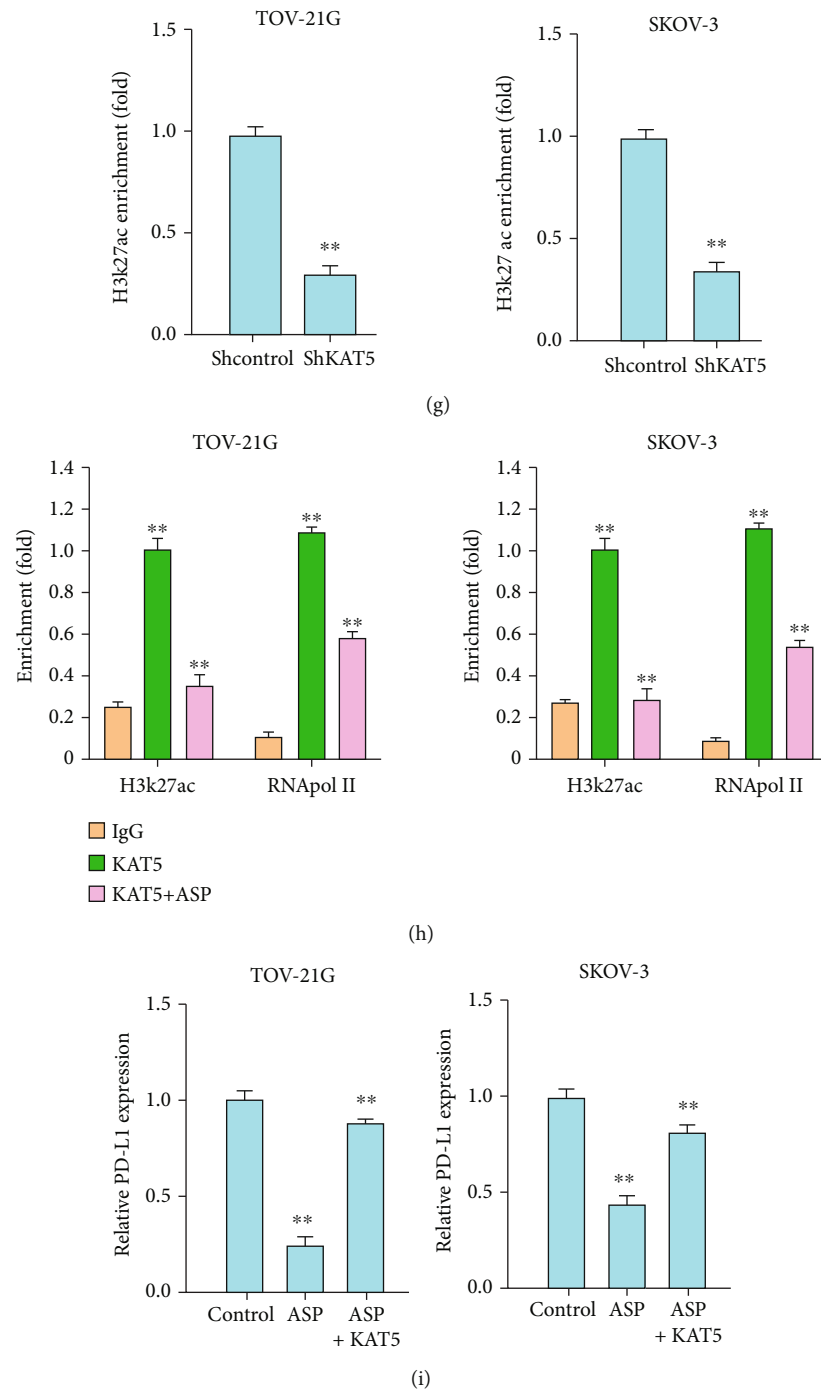 TOV-21G
H3k27ac enrichment (fold)
1.5
1.0
0.5
0.0
**
Shcontrol ShKAT5
SKOV-3
H3k27 ac enrichment (fold)
1.5
1.0
0.5
0.0
**
Shcontrol ShKAT5
(g)
TOV-21G
Enrichment (fold)
1.4
1.2
1.0
0.8
0.6
0.4
0.2
0
**
**
**
**
H3k27ac RNApol II
SKOV-3
Enrichment (fold)
1.4
1.2
1.0
0.8
0.6
0.4
0.2
0
**
**
**
**
H3k27ac RNApol II
IgG
KAT5
KAT5+ASP
(h)
TOV-21G
Relative PD-L1 expression
1.5
1.0
0.5
0.0
**
**
Control ASP ASP
+ KAT5
SKOV-3
Relative PD-L1 expression
1.5
1.0
0.5
0.0
**
**
Control ASP ASP
+ KAT5
(i)